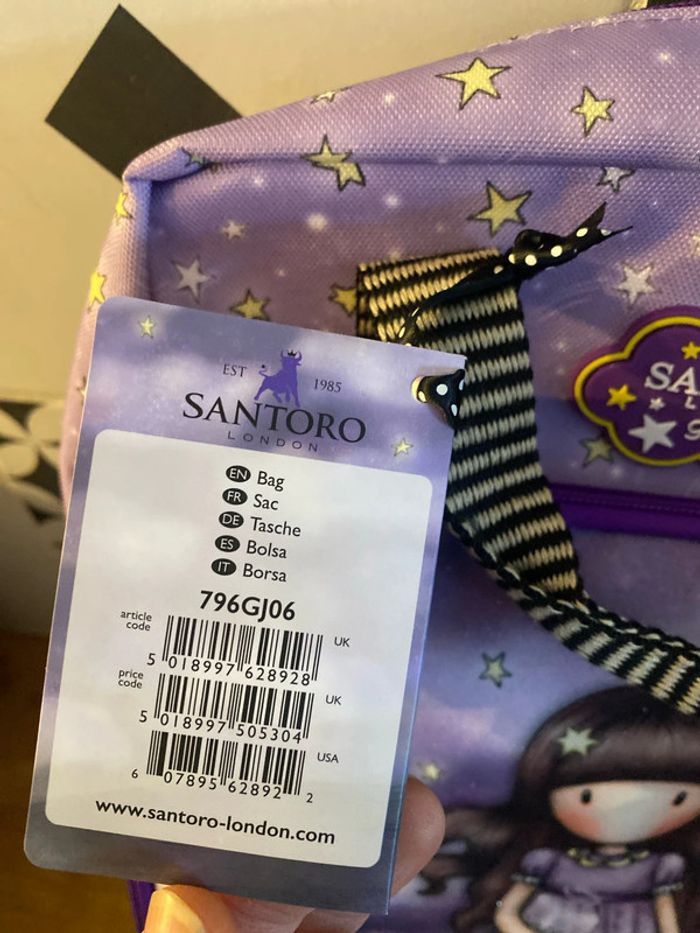 EST 1985
SANTORO
LONDON
EN Bag
FR Sac
DE Tasche
ES Bolsa
IT Borsa
796GJ06
article code
UK
5 018997 628928
price code
UK
5 018997 505304
USA
6 07895 62892 2
www.santoro-london.com
SA